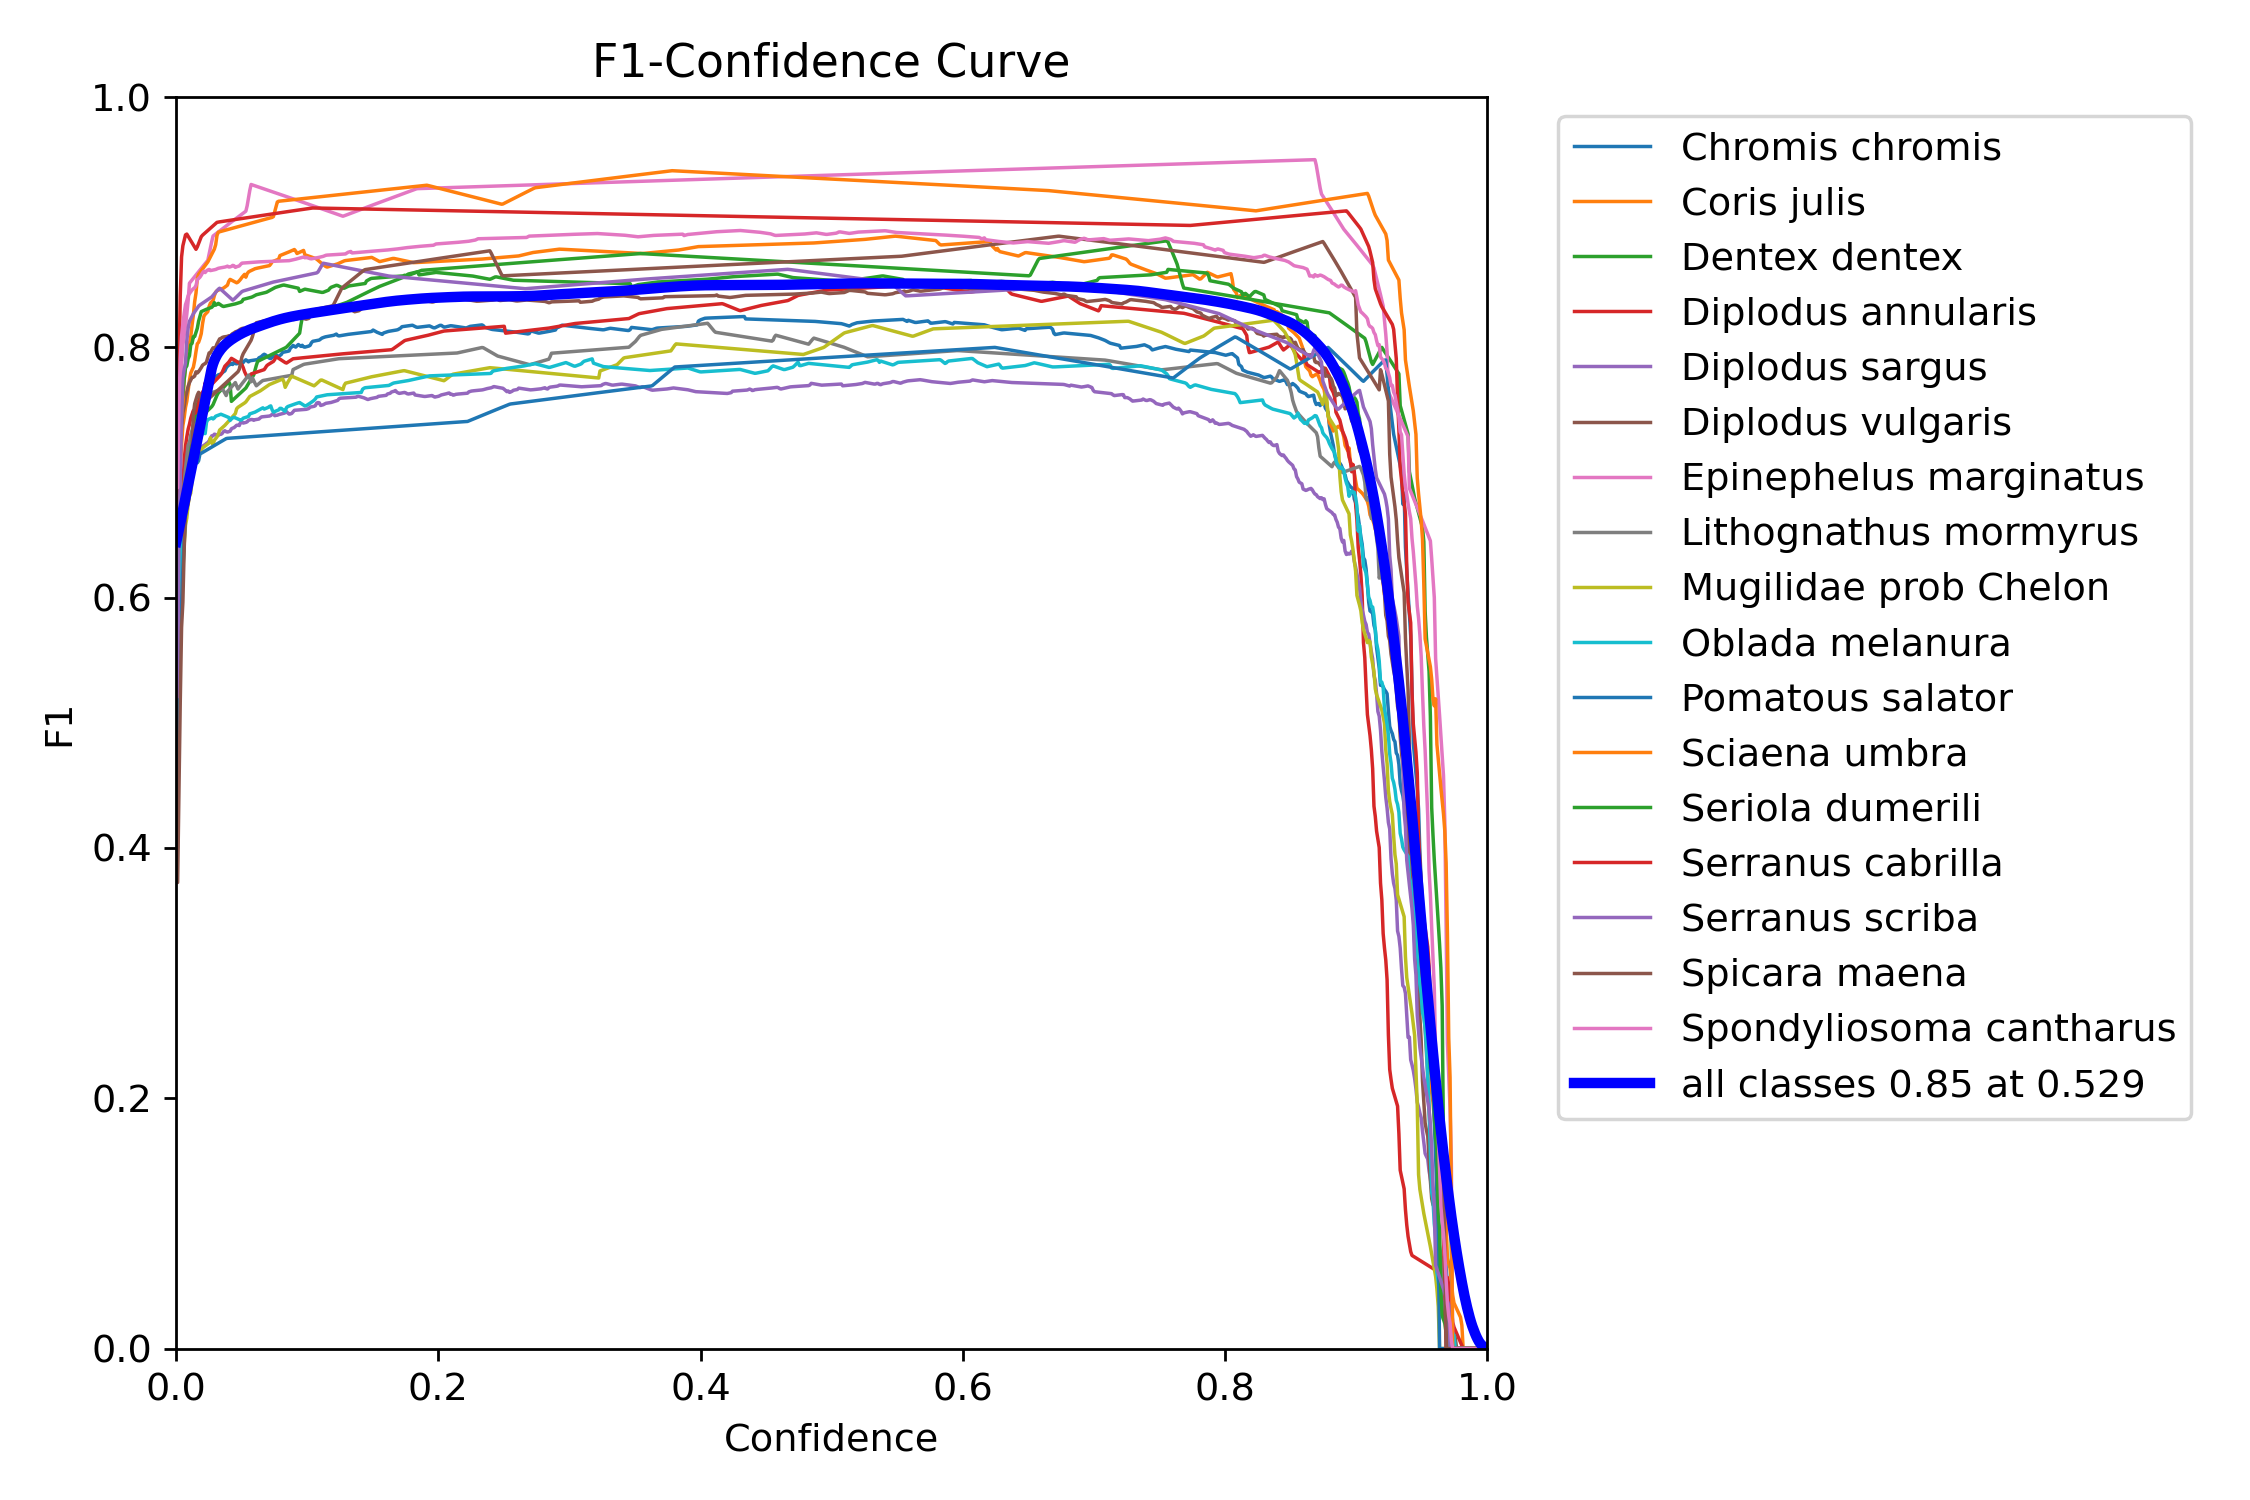 F1-Confidence Curve
1.0
0.8
0.6
0.4
0.2
0.0
F1
0.0 0.2 0.4 0.6 0.8 1.0
Confidence
Chromis chromis
Coris julis
Dentex dentex
Diplodus annularis
Diplodus sargus
Diplodus vulgaris
Epinephelus marginatus
Lithognathus mormyrus
Mugilidae prob Chelon
Oblada melanura
Pomatous salator
Sciaena umbra
Seriola dumerili
Serranus cabrilla
Serranus scriba
Spicara maena
Spondyliosoma cantharus
all classes 0.85 at 0.529